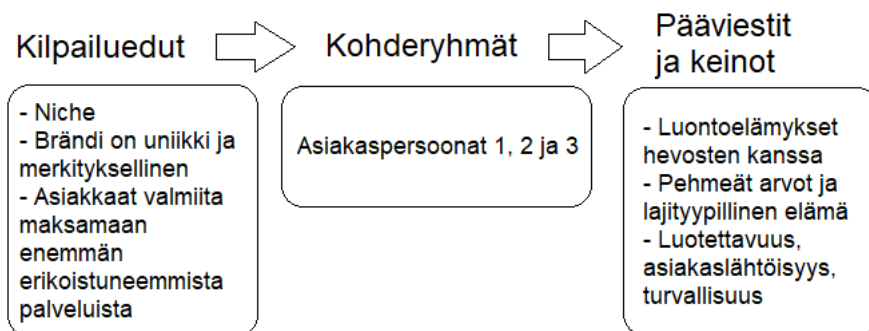 Kilpailuedut
- Niche
- Brändi on uniikki ja
merkityksellinen
- Asiakkaat valmiita
maksamaan
enemmän
erikoistuneemmista
palveluista
Kohderyhmät
Asiakaspersoonat 1, 2 ja 3
Pääviestit
ja keinot
- Luontoelämykset
hevosten kanssa
- Pehmeät arvot ja
lajityypillinen elämä
- Luotettavuus,
asiakaslähtöisyys,
turvallisuus